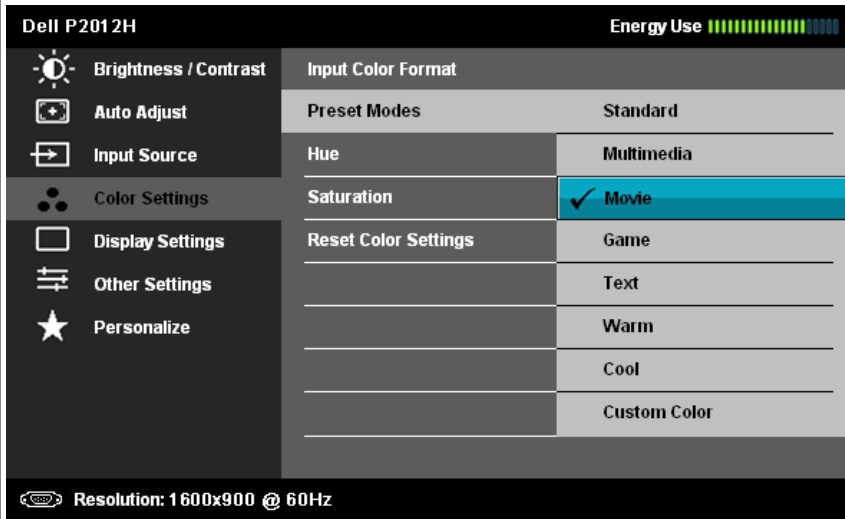 Dell P2012H Energy Use
Brightness / Contrast Input Color Format
Auto Adjust Preset Modes Standard
Input Source Hue Multimedia
Color Settings Saturation Movie
Display Settings Reset Color Settings Game
Other Settings Text
Personalize Warm
Cool
Custom Color
Resolution: 1600x900 @ 60Hz